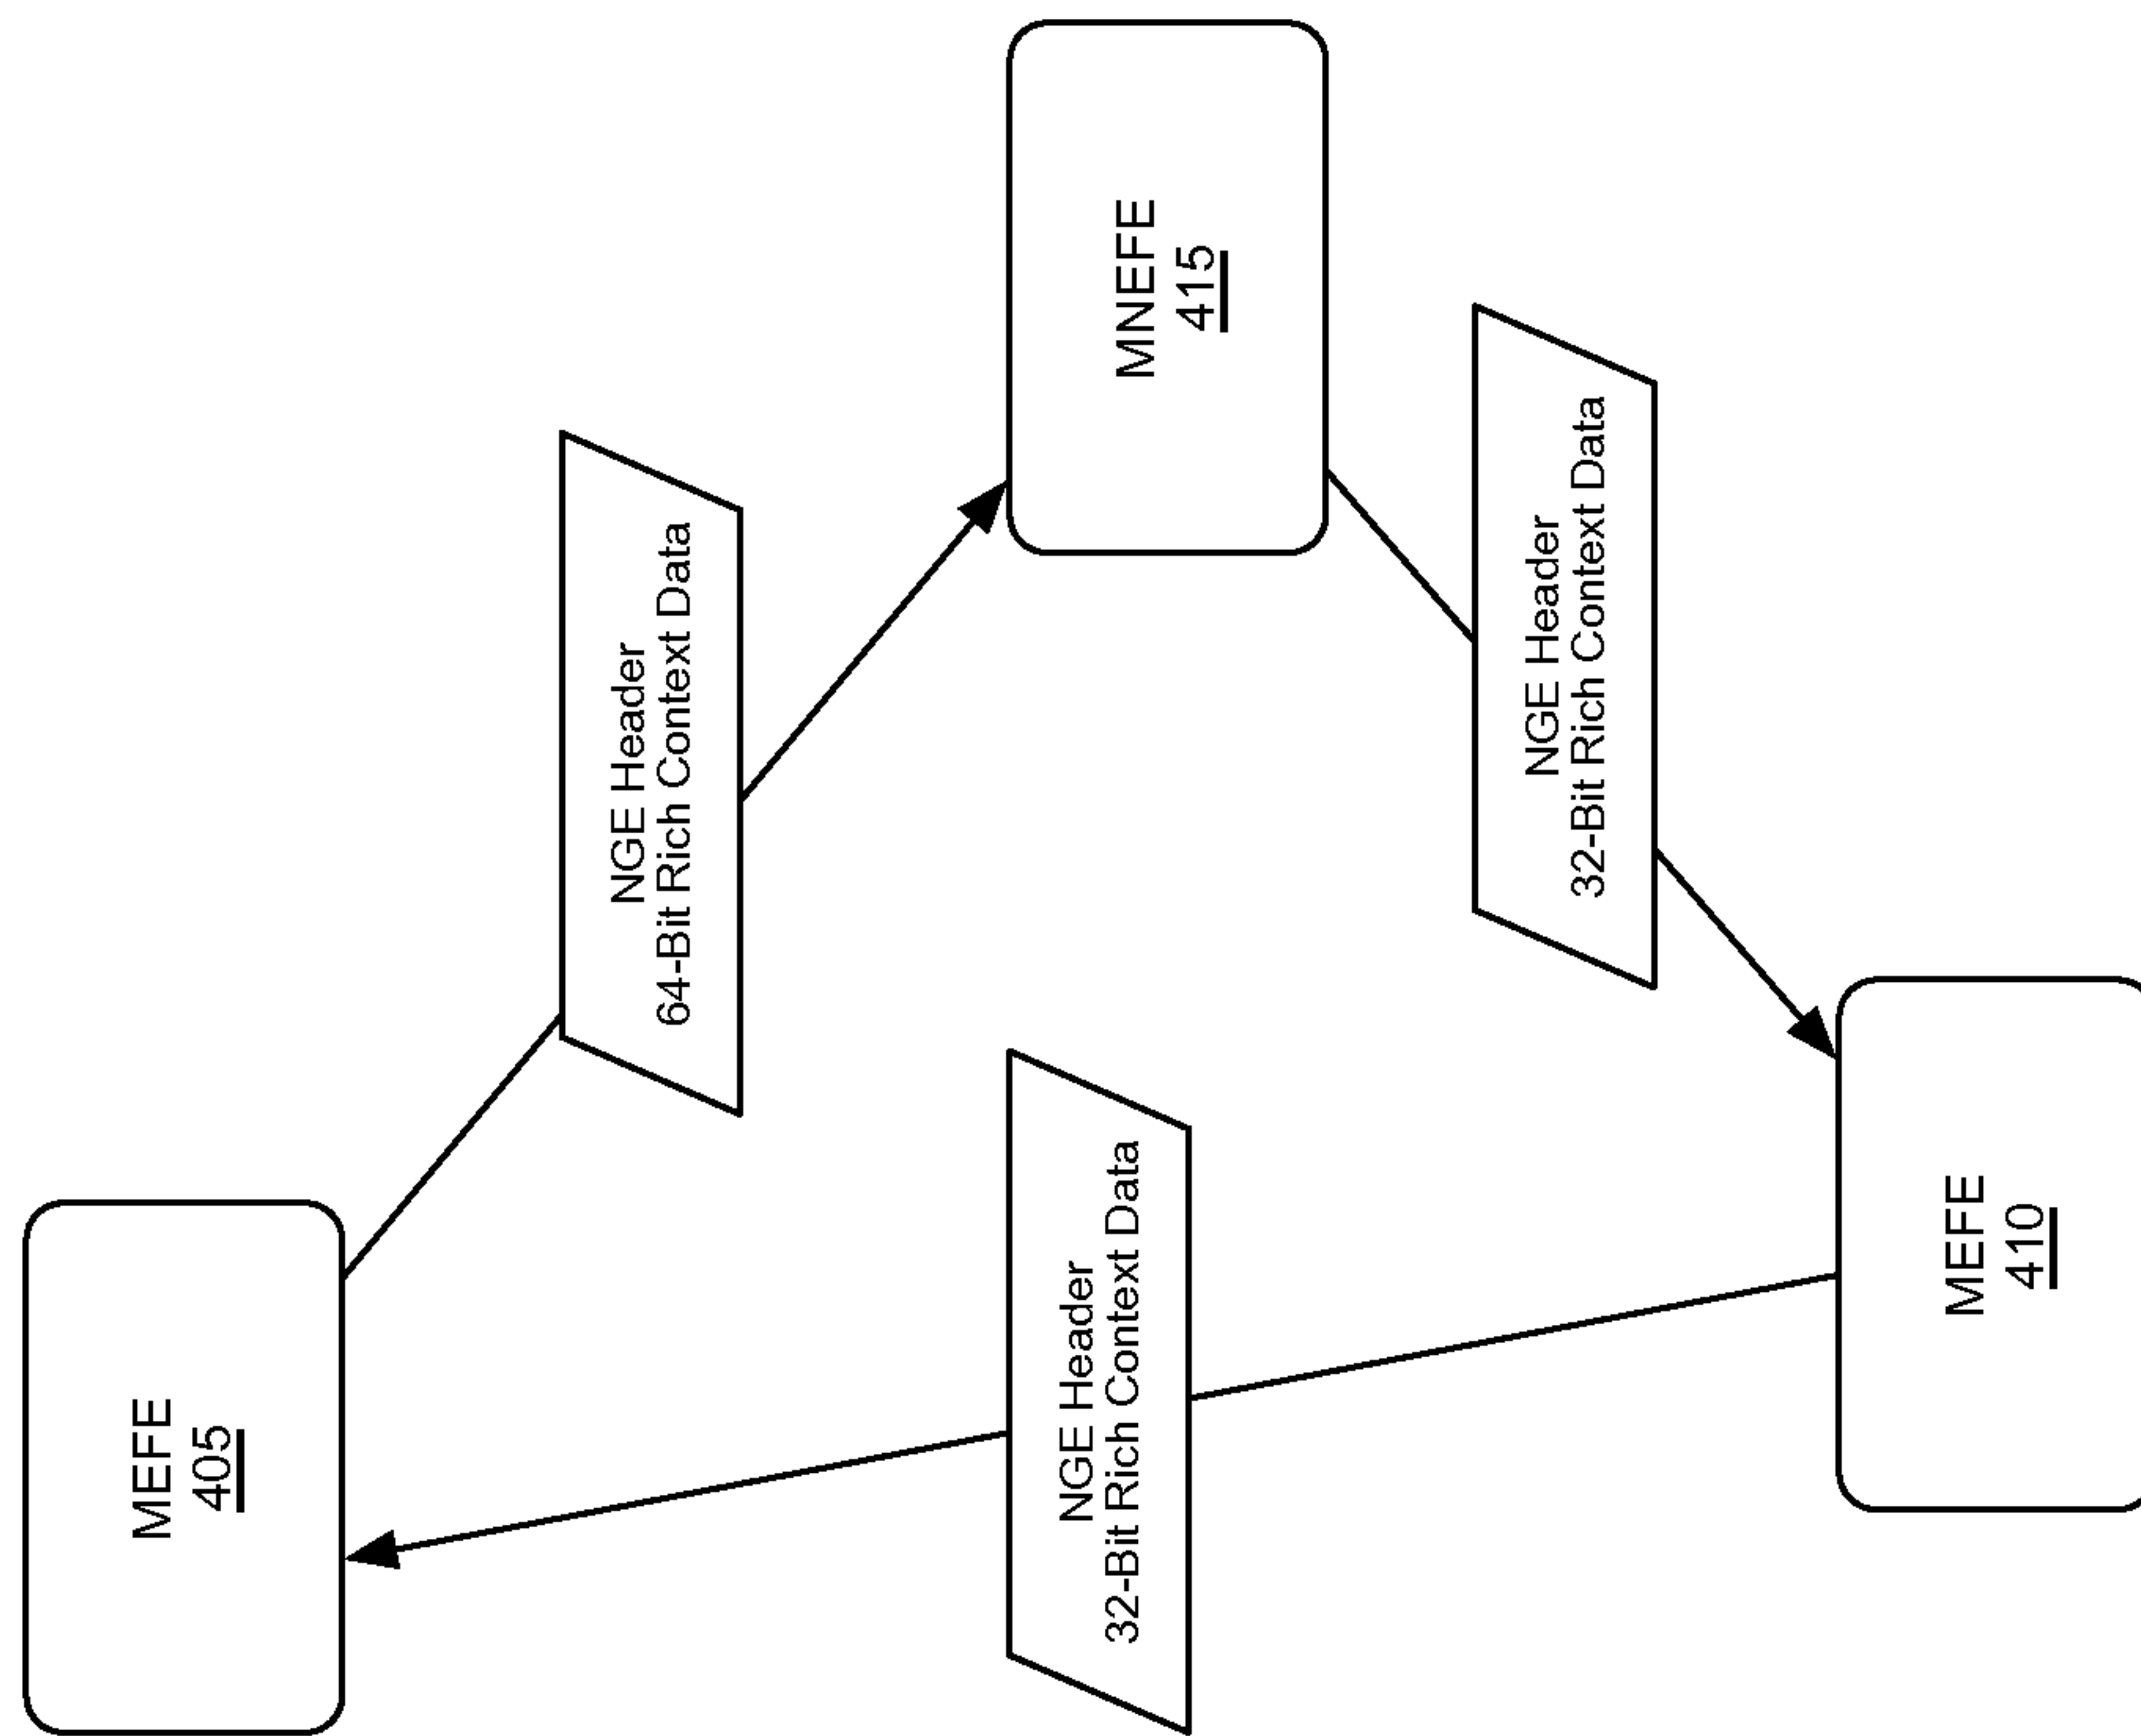 MEFE
405
NGE Header
64-Bit Rich Context Data
MNEFE
415
NGE Header
32-Bit Rich Context Data
NGE Header
32-Bit Rich Context Data
MEFE
410